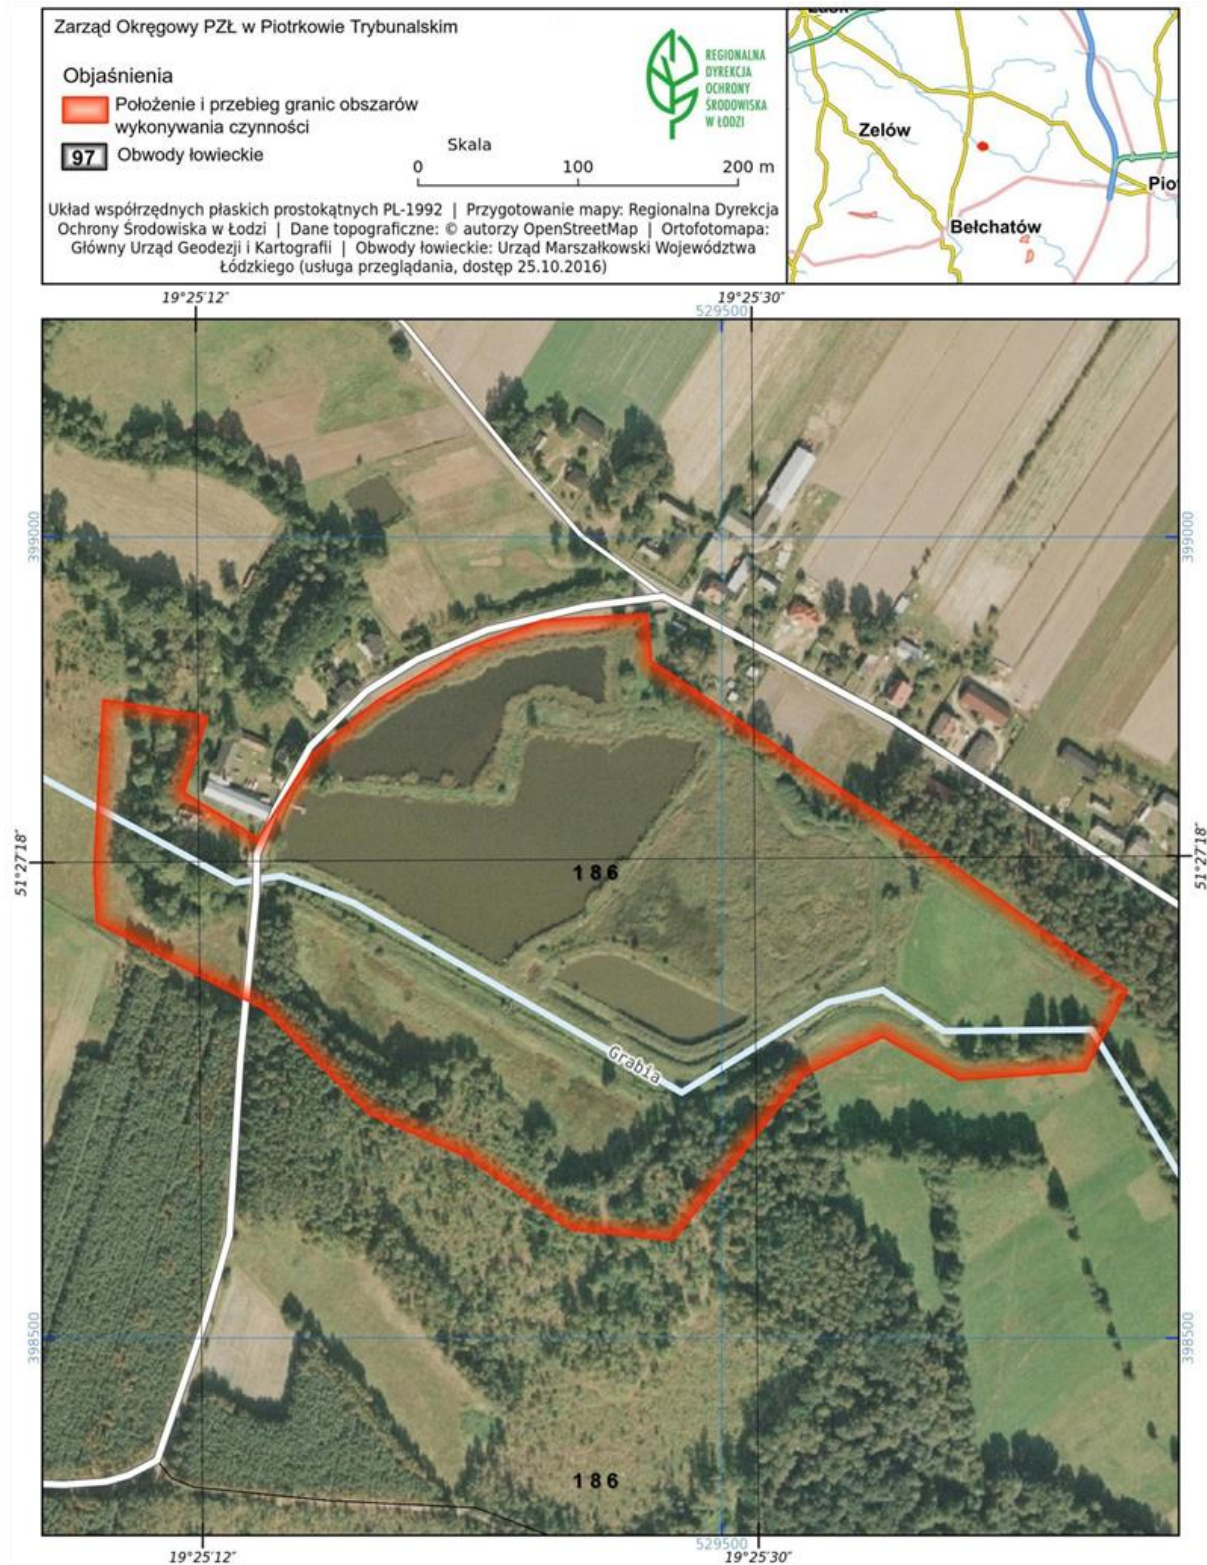 Zarząd Okręgowy PZŁ w Piotrkowie Trybunalskim
Objaśnienia
Położenie i przebieg granic obszarów
wykonywania czynności
97 Obwody łowieckie
Skala
0 100 200 m
REGIONALNA
DYREKCJA
OCHRONY
ŚRODOWISKA
W ŁODZI
Układ współrzędnych płaskich prostokątnych PL-1992 | Przygotowanie mapy: Regionalna Dyrekcja
Ochrony Środowiska w Łodzi | Dane topograficzne: © autorzy OpenStreetMap | Ortofotomapa:
Główny Urząd Geodezji i Kartografii | Obwody łowieckie: Urząd Marszałkowski Województwa
Łódzkiego (usługa przeglądania, dostęp 25.10.2016)
Zelów
Piot
Bełchatów
19°25′12″ 19°25′30″
529500
399000 399000
51°27′18″ 51°27′18″
186
Grabia
398500 398500
186
529500
19°25′12″ 19°25′30″